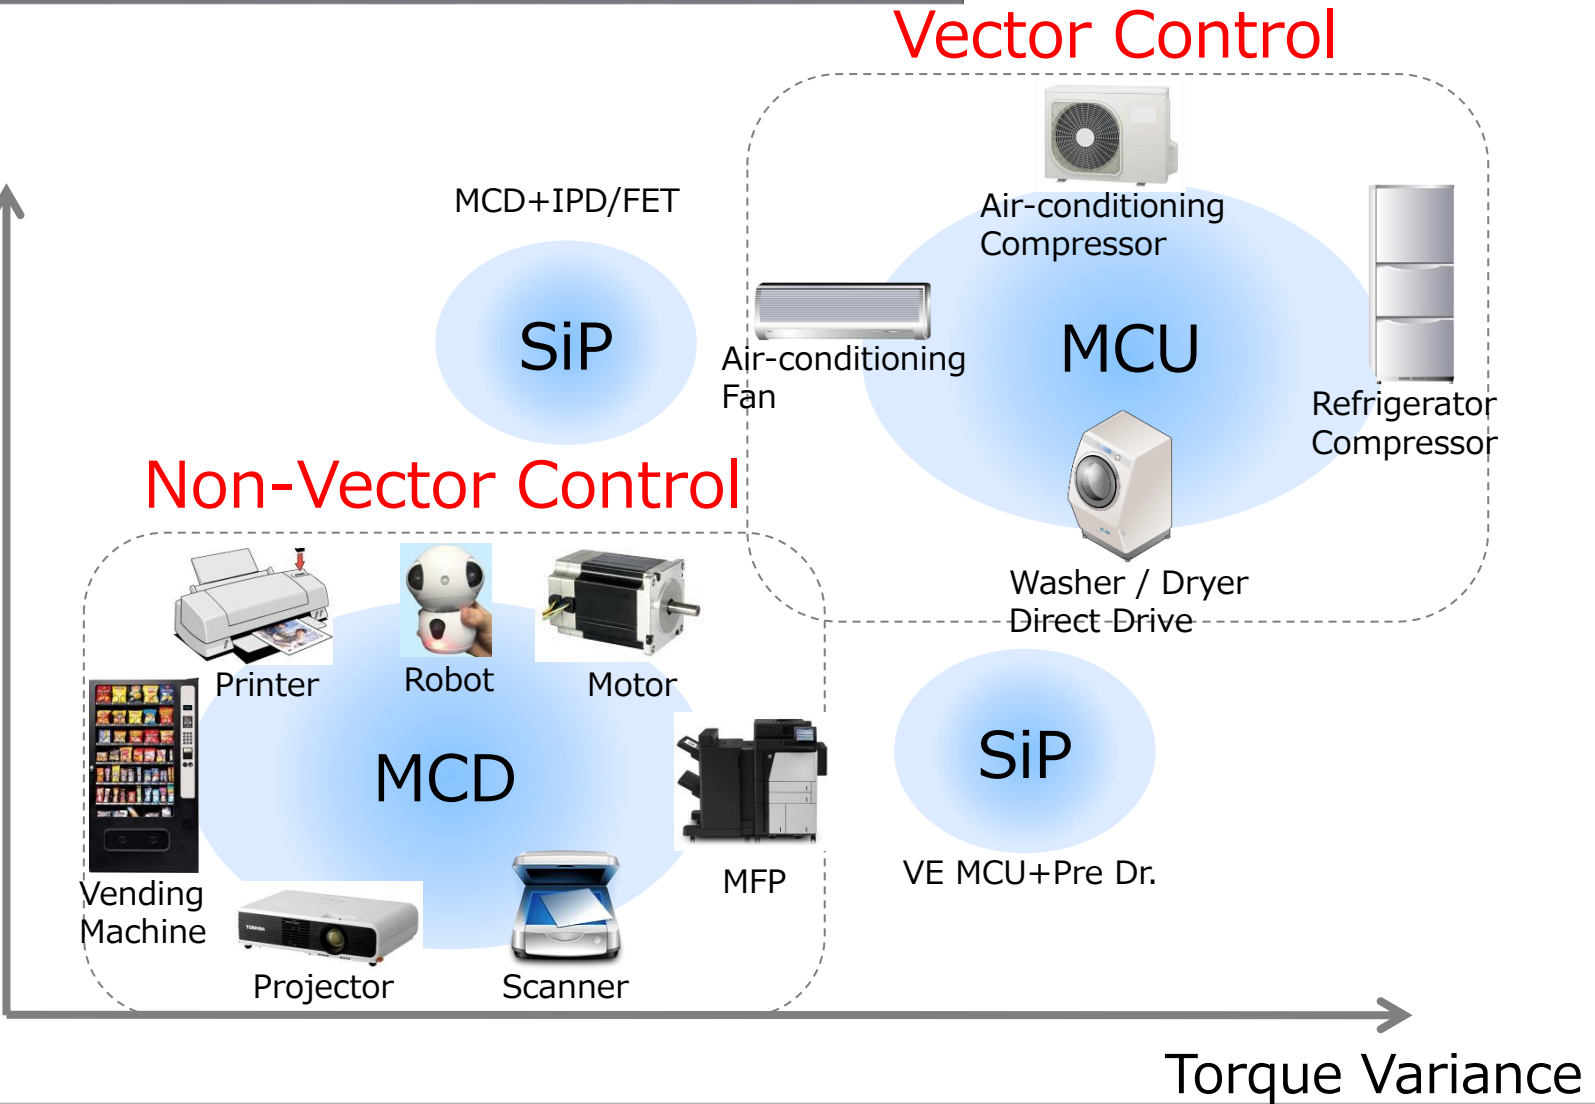 Vector Control
MCD+IPD/FET
SiP
Air-conditioning
Compressor
Air-conditioning
Fan
MCU
Refrigerator
Compressor
Washer / Dryer
Direct Drive
Non-Vector Control
Printer
Robot
Motor
MCD
Vending
Machine
MFP
TOSHIBA
Projector
Scanner
SiP
VE MCU+Pre Dr.
Torque Variance